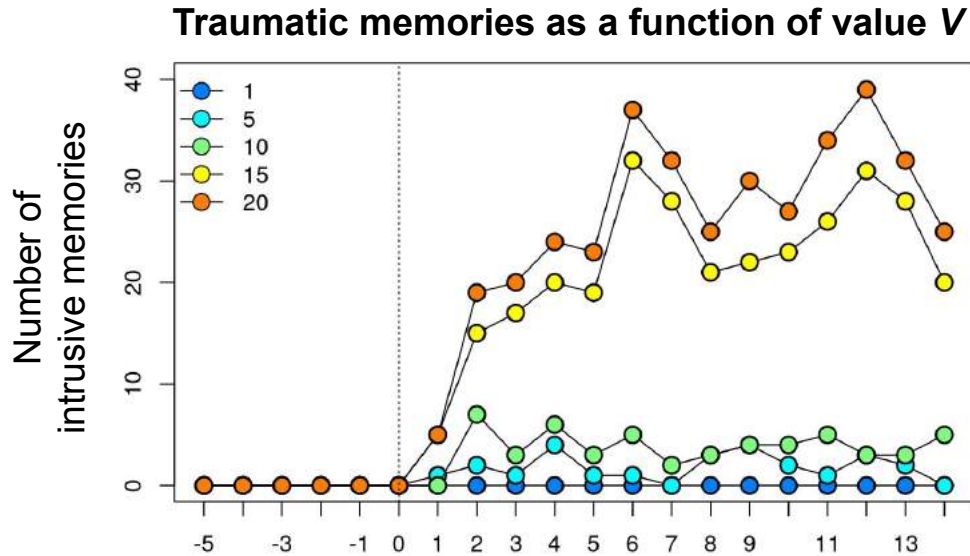 Traumatic memories as a function of value V
Number of
intrusive memories
40
30
20
10
0
1
5
10
15
20
-5 -3 -1 0 1 2 3 4 5 6 7 8 9 11 13